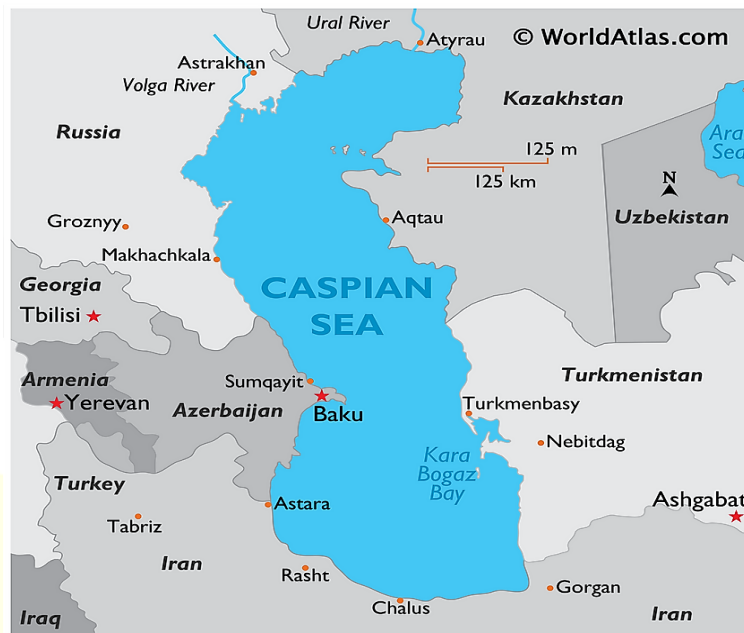 Ural River
Atyrau
© WorldAtlas.com
Astrakhan
Volga River
Kazakhstan
Russia
Ara
Sea
125 m
125 km
N
Uzbekistan
Groznyy
Aqtau
Makhachkala
Georgia
Tbilisi
CASPIAN
SEA
Armenia
Yerevan
Azerbaijan
Sumqayit
Baku
Turkmenistan
Turkmenbasy
Nebitdag
Kara
Bogaz
Bay
Turkey
Tabriz
Astara
Ashgabat
Iran
Rasht
Chalus
Gorgan
Iran
Iraq